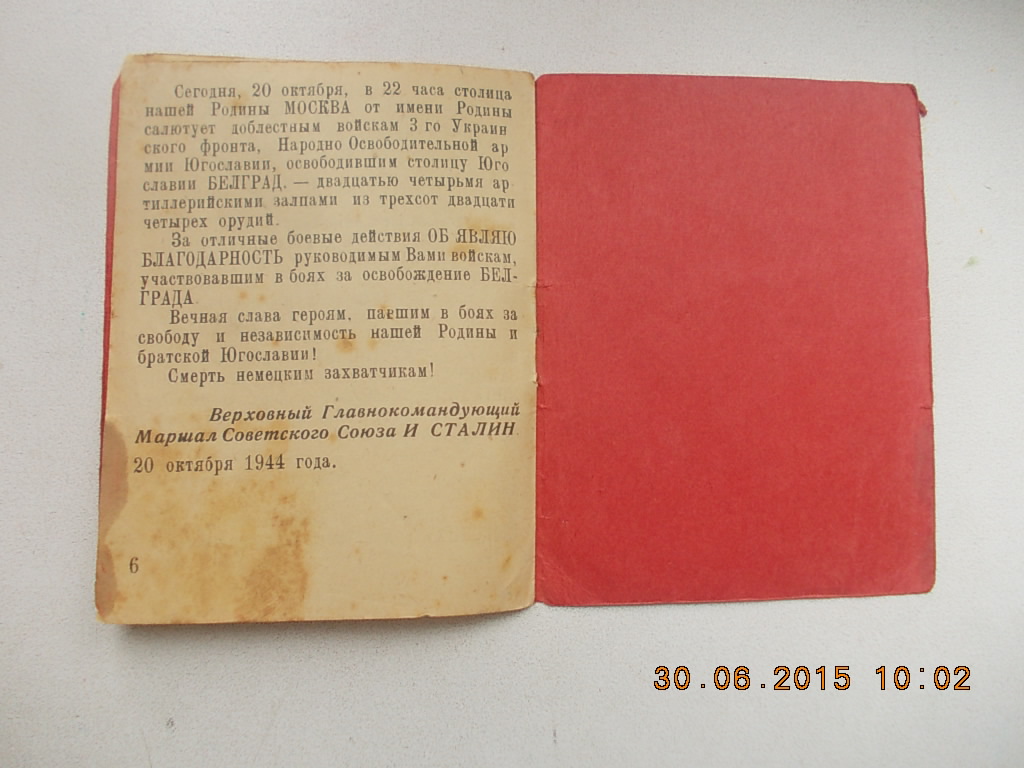 Сегодня, 20 октября, в 22 часа столица
нашей Родины МОСКВА от имени Родины
салютует доблестным войскам 3 го Украин
ского фронта, Народно Освободительной ар
мии Югославии, освободившим столицу Юго
славии БЕЛГРАД, — двадцатью четырьмя ар
тиллерийскими залпами из трехсот двадцати
четырех орудий.
За отличные боевые действия ОБ ЯВЛЯЮ
БЛАГОДАРНОСТЬ руководимым Вами войскам,
участвовавшим в боях за освобождение БЕЛ-
ГРАДА.
Вечная слава героям, павшим в боях за
свободу и независимость нашей Родины и
братской Югославии!
Смерть немецким захватчикам!
Верховный Главнокомандующий
Маршал Советского Союза И СТАЛИН
20 октября 1944 года.
6
30.06.2015 10:02